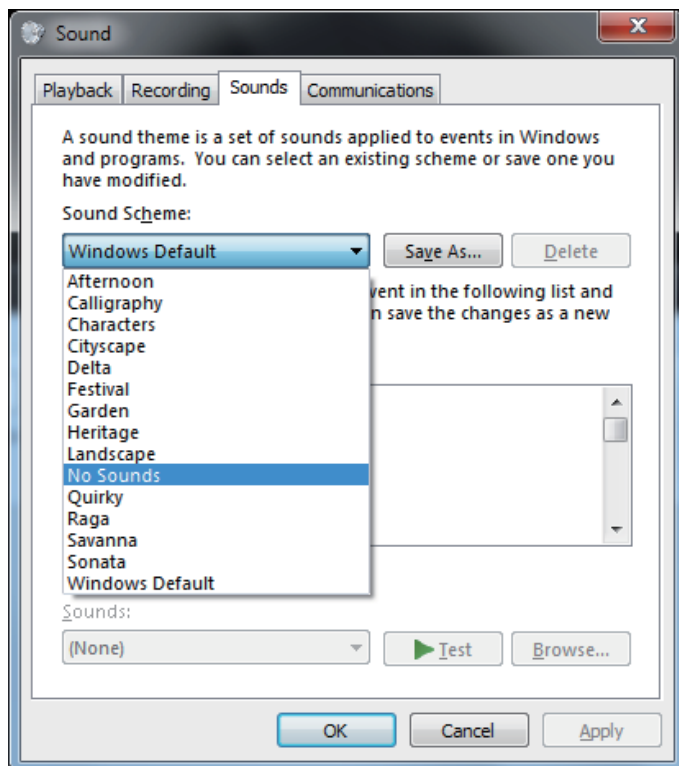 Sound
Playback Recording Sounds Communications
A sound theme is a set of sounds applied to events in Windows
and programs. You can select an existing scheme or save one you
have modified.
Sound Scheme:
Windows Default Save As... Delete
Afternoon
vent in the following list and
Calligraphy
n save the changes as a new
Characters
Cityscape
Delta
Festival
Garden
Heritage
Landscape
No Sounds
Quirky
Raga
Savanna
Sonata
Windows Default
Sounds:
(None) Test Browse...
OK Cancel Apply